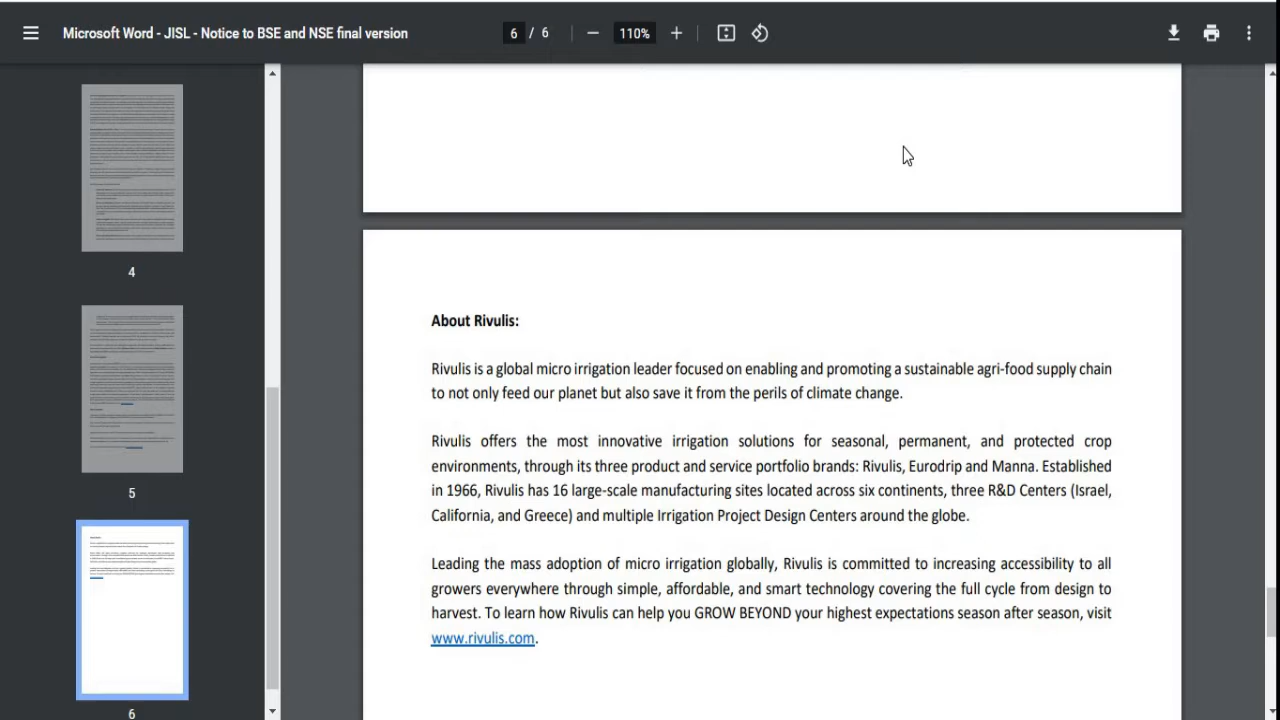 Microsoft Word - JISL - Notice to BSE and NSE final version
6 / 6
110%
4
5
6
About Rivulis:
Rivulis is a global micro irrigation leader focused on enabling and promoting a sustainable agri-food supply chain
to not only feed our planet but also save it from the perils of climate change.
Rivulis offers the most innovative irrigation solutions for seasonal, permanent, and protected crop
environments, through its three product and service portfolio brands: Rivulis, Eurodrip and Manna. Established
in 1966, Rivulis has 16 large-scale manufacturing sites located across six continents, three R&D Centers (Israel,
California, and Greece) and multiple Irrigation Project Design Centers around the globe.
Leading the mass adoption of micro irrigation globally, Rivulis is committed to increasing accessibility to all
growers everywhere through simple, affordable, and smart technology covering the full cycle from design to
harvest. To learn how Rivulis can help you GROW BEYOND your highest expectations season after season, visit
www.rivulis.com.